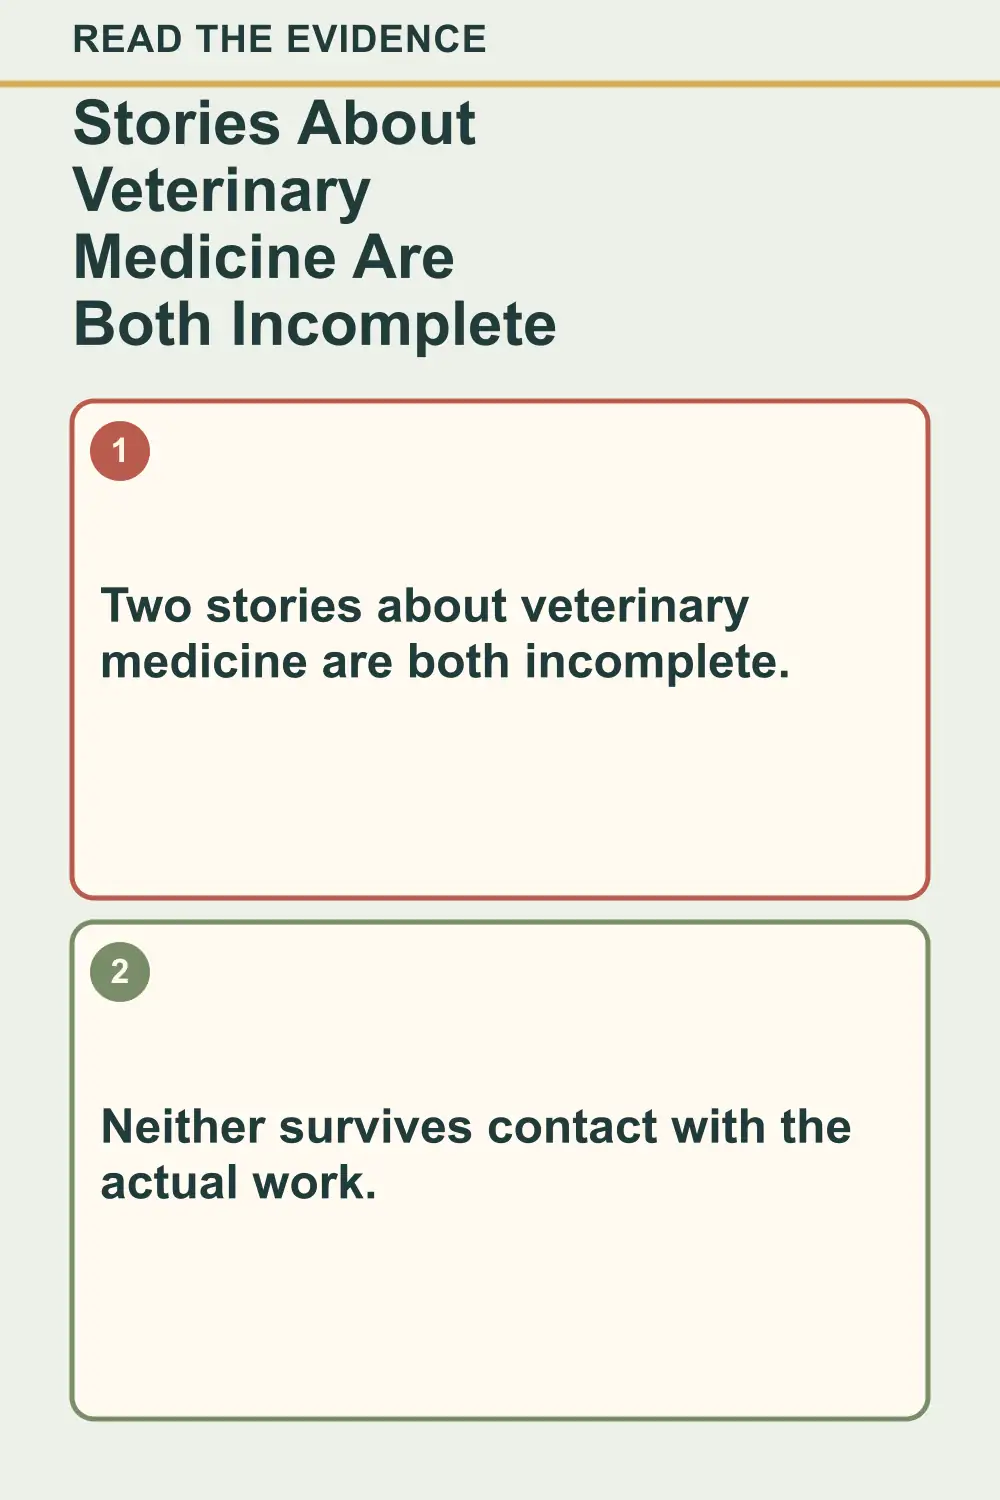 READ THE EVIDENCE
Stories About
Veterinary
Medicine Are
Both Incomplete
1
Two stories about veterinary
medicine are both incomplete.
2
Neither survives contact with the
actual work.